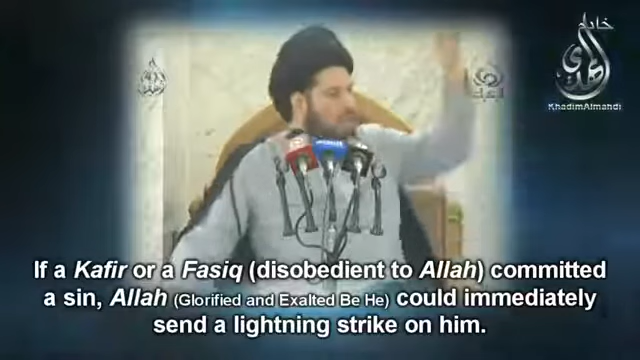 خادم
المهدي
KhadimAlmahdi
If a Kafir or a Fasiq (disobedient to Allah) committed
a sin, Allah (Glorified and Exalted Be He) could immediately
send a lightning strike on him.